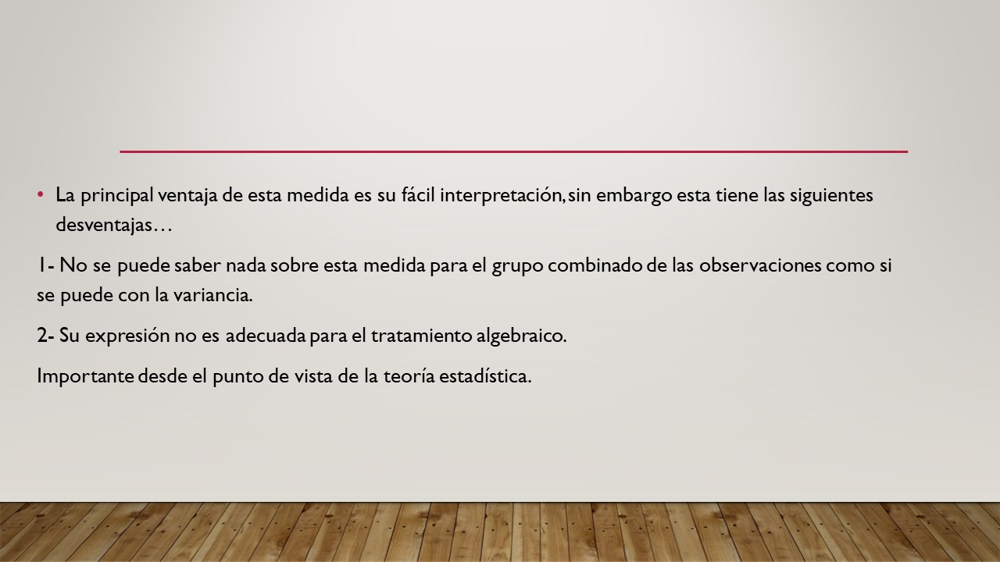 • La principal ventaja de esta medida es su fácil interpretación, sin embargo esta tiene las siguientes
desventajas…
1- No se puede saber nada sobre esta medida para el grupo combinado de las observaciones como si
se puede con la variancia.
2- Su expresión no es adecuada para el tratamiento algebraico.
Importante desde el punto de vista de la teoría estadística.